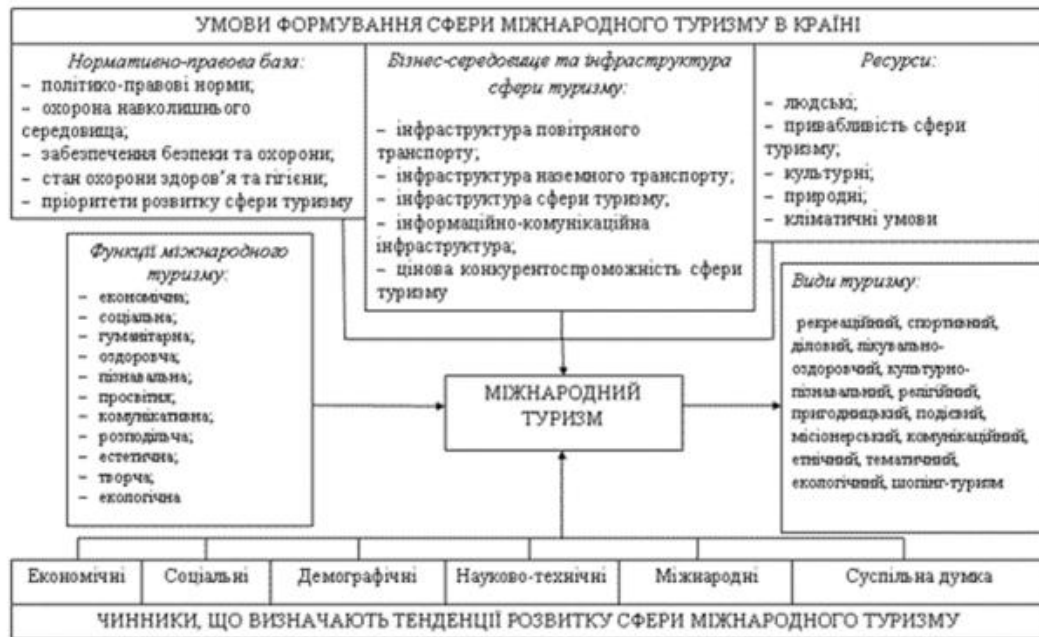 УМОВИ ФОРМУВАННЯ СФЕРИ МІЖНАРОДНОГО ТУРИЗМУ В КРАЇНІ
Нормативно-правова база:
– політико-правові норми;
– охорона навколишнього
середовища;
– забезпечення безпеки та охорони;
– стан охорони здоров’я та гігієни;
– пріоритети розвитку сфери туризму
Бізнес-середовище та інфраструктура
сфери туризму:
– інфраструктура повітряного
транспорту;
– інфраструктура наземного транспорту;
– інфраструктура сфери туризму;
– інформаційно-комунікаційна
інфраструктура;
– цінова конкурентоспроможність сфери
туризму
Ресурси:
– людські;
– привабливість сфери
туризму;
– культурні;
– природні;
– кліматичні умови
Функції міжнародного
туризму:
– економічна;
– соціальна;
– гуманітарна;
– оздоровча;
– пізнавальна;
– просвітня;
– комунікативна;
– розподільча;
– естетична;
– творча;
– екологічна
МІЖНАРОДНИЙ
ТУРИЗМ
Види туризму:
рекреаційний, спортивний,
діловий, лікувально-
оздоровчий, культурно-
пізнавальний, релігійний,
пригодницький, подієвий,
місіонерський, комунікаційний,
етнічний, тематичний,
екологічний, шопінг-туризм
Економічні
Соціальні
Демографічні
Науково-технічні
Міжнародні
Суспільна думка
ЧИННИКИ, ЩО ВИЗНАЧАЮТЬ ТЕНДЕНЦІЇ РОЗВИТКУ СФЕРИ МІЖНАРОДНОГО ТУРИЗМУ